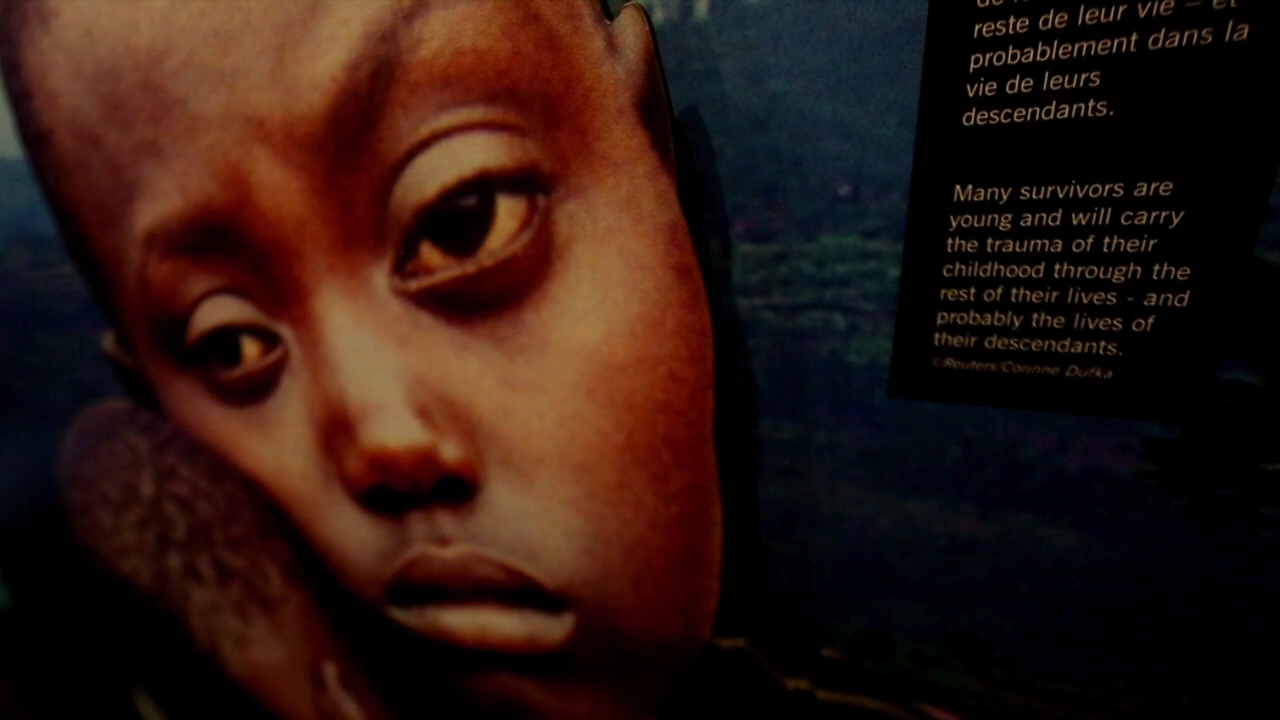 reste de leur vie – et
probablement dans la
vie de leurs
descendants.
Many survivors are
young and will carry
the trauma of their
childhood through the
rest of their lives - and
probably the lives of
their descendants.
©Reuters/Corinne Dufka